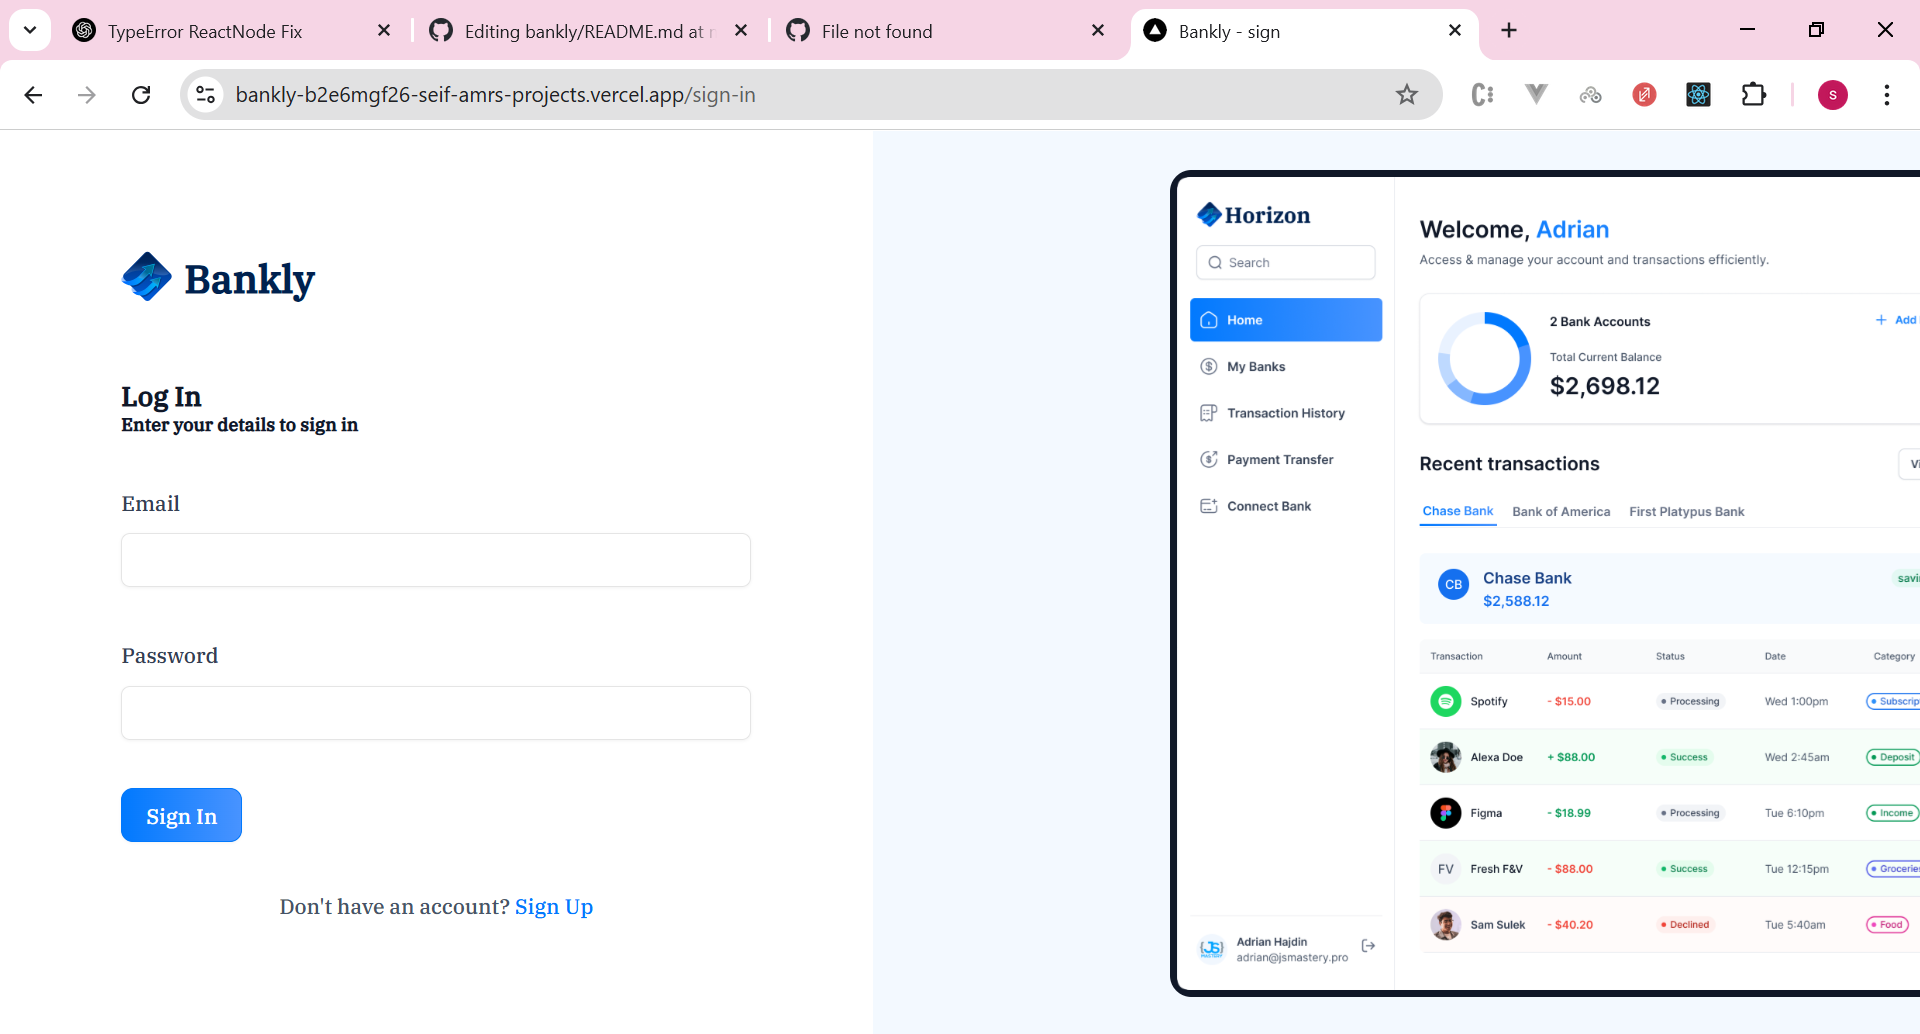 TypeError ReactNode Fix
Editing bankly/README.md at
File not found
Bankly - sign
bankly-b2e6mgf26-seif-amrs-projects.vercel.app/sign-in
S
Bankly
Log In
Enter your details to sign in
Email
Password
Sign In
Don't have an account? Sign Up
Horizon
Search
Home
My Banks
Transaction History
Payment Transfer
Connect Bank
Adrian Hajdin
adrian@jsmastery.pro
Welcome, Adrian
Access & manage your account and transactions efficiently.
2 Bank Accounts
+ Add
Total Current Balance
$2,698.12
Recent transactions
Chase Bank Bank of America First Platypus Bank
CB Chase Bank
$2,588.12
Transaction Amount Status Date Category
Spotify - $15.00 Processing Wed 1:00pm Subscrip
Alexa Doe + $88.00 Success Wed 2:45am Deposit
Figma - $18.99 Processing Tue 6:10pm Income
FV Fresh F&V - $88.00 Success Tue 12:15pm Groceries
Sam Sulek - $40.20 Declined Tue 5:40am Food